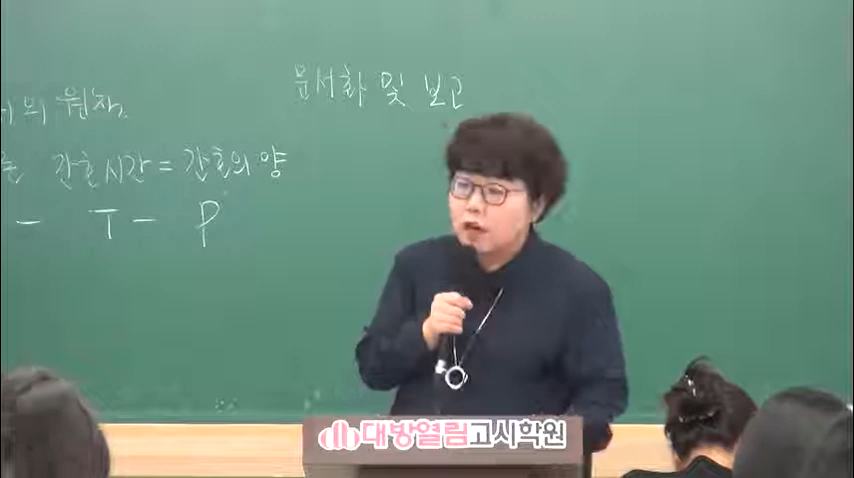 의 원칙
문서화 및 보고
간호시간 = 간호의 양
- T - P
대방열림고시학원